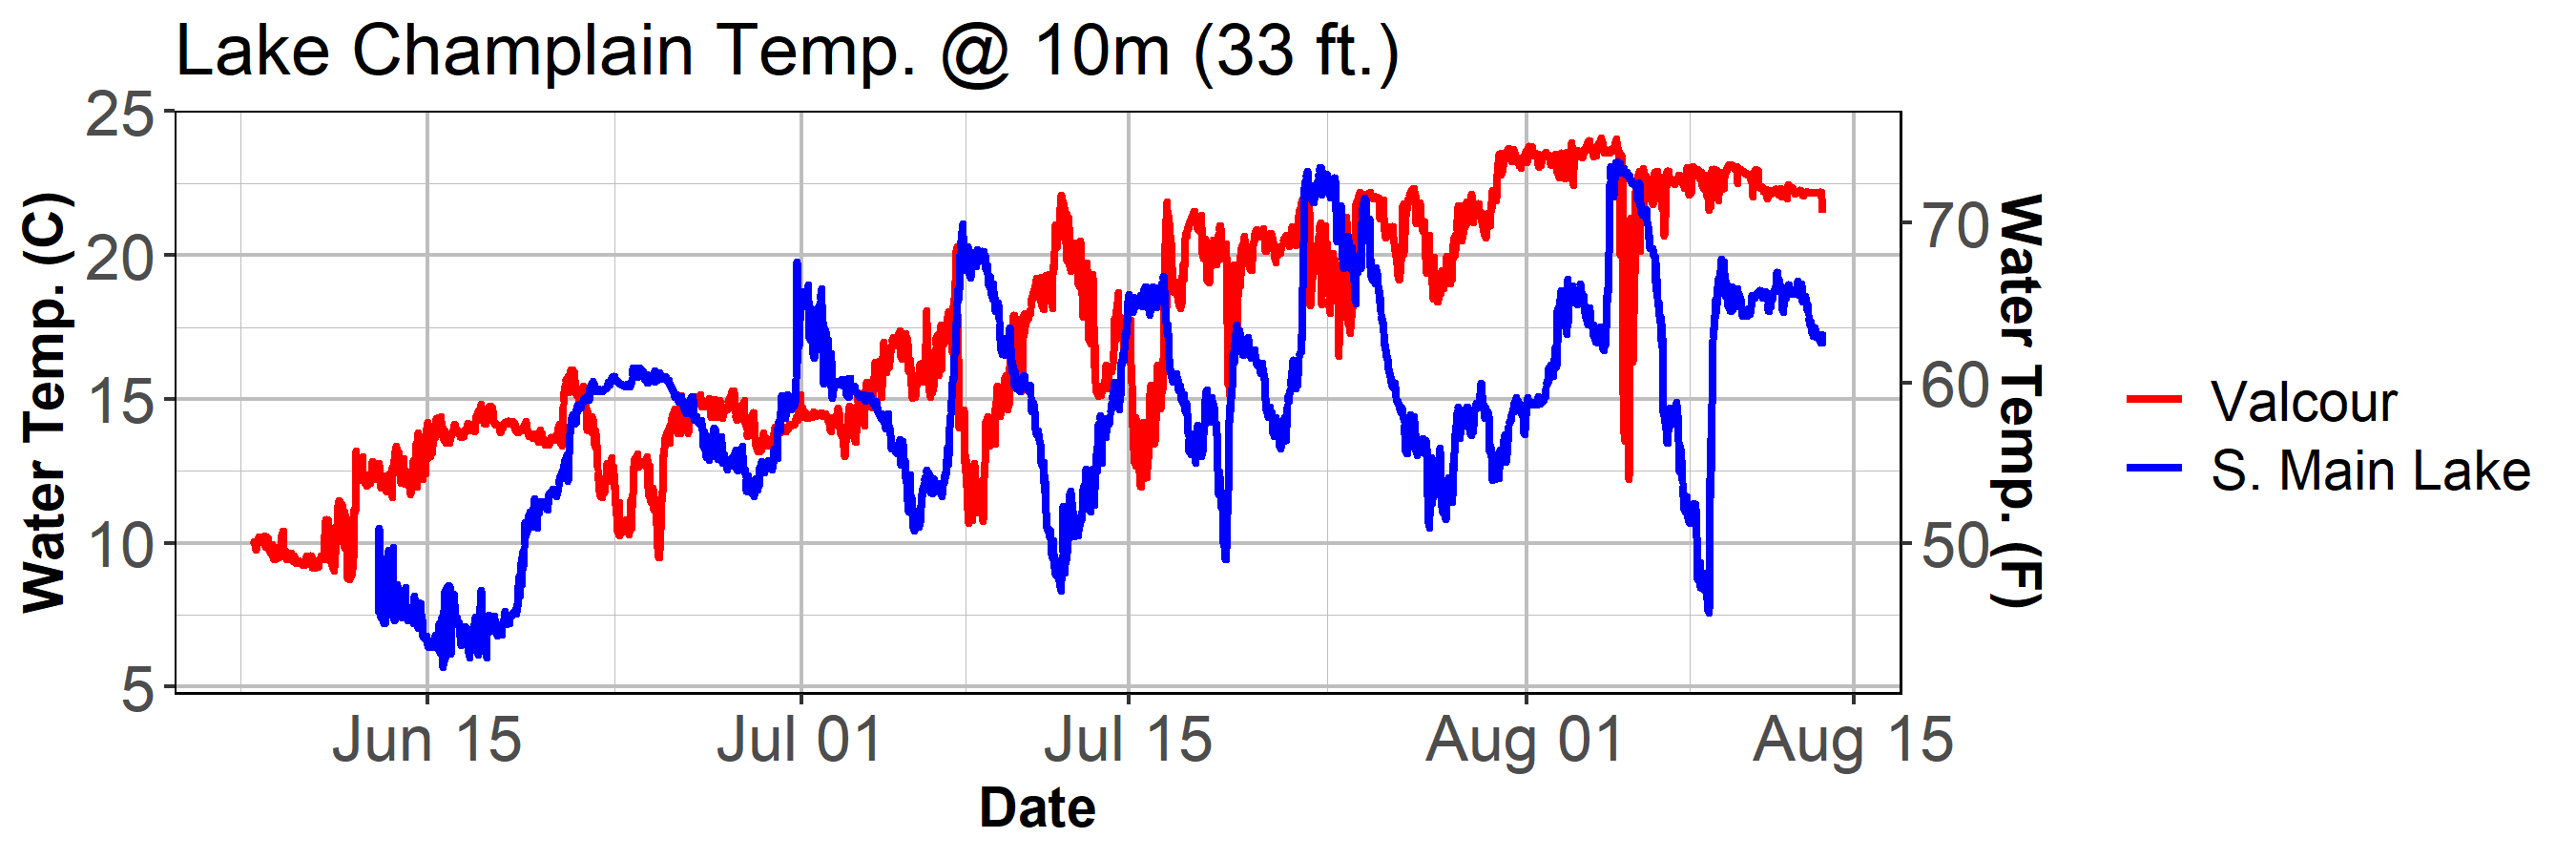 Lake Champlain Temp. @ 10m (33 ft.)
Water Temp. (C)
25
20
15
10
5
70
60
50
Water Temp. (F)
Jun 15
Jul 01
Jul 15
Aug 01
Aug 15
Date
Valcour
S. Main Lake